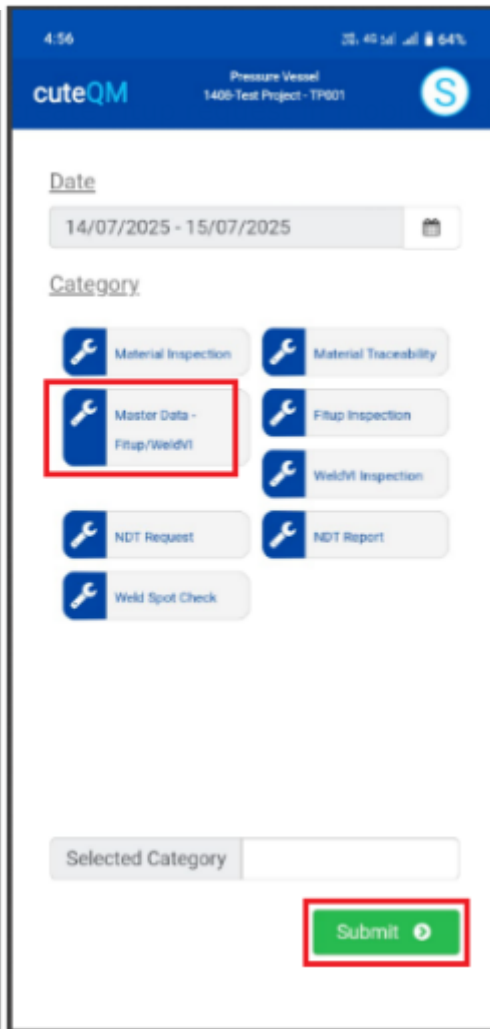 4:56
64%
cuteQM
Pressure Vessel
1408-Test Project - TP001
S
Date
14/07/2025 - 15/07/2025
Category
Material Inspection
Material Traceability
Master Data -
Fitup/WeldVI
Fitup Inspection
WeldVI Inspection
NDT Request
NDT Report
Weld Spot Check
Selected Category
Submit